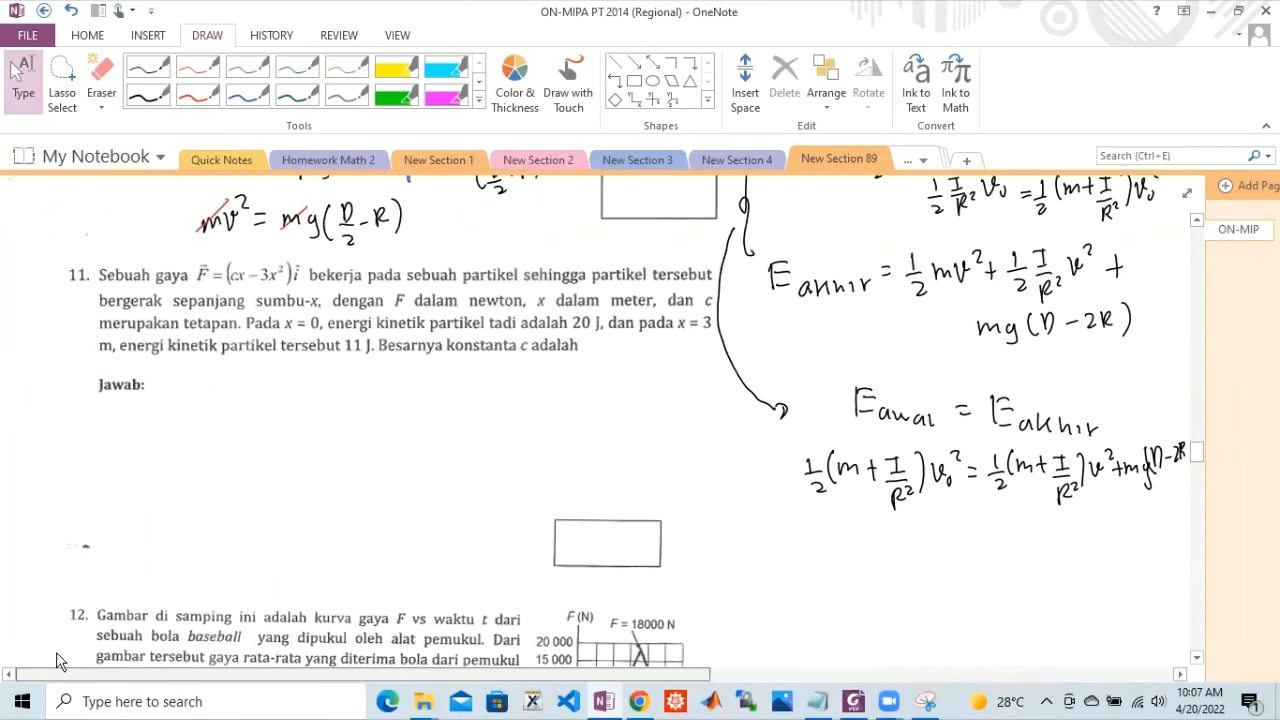 ON-MIPA PT 2014 (Regional) - OneNote
FILE HOME INSERT DRAW HISTORY REVIEW VIEW
Type
Lasso Select
Eraser
Color & Thickness
Draw with Touch
Insert Space
Delete
Arrange
Rotate
Ink to Text
Ink to Math
Tools
Shapes
Edit
Convert
My Notebook
Quick Notes
Homework Math 2
New Section 1
New Section 2
New Section 3
New Section 4
New Section 89
...
Search (Ctrl+E)
Add Pag
ON-MIP
1/2 I/R² v₀ = 1/2 (m + I/R²) v₀²
mv² = mg(D/2 - R)
11. Sebuah gaya F⃗ = (cx – 3x²) î bekerja pada sebuah partikel sehingga partikel tersebut
bergerak sepanjang sumbu-x, dengan F dalam newton, x dalam meter, dan c
merupakan tetapan. Pada x = 0, energi kinetik partikel tadi adalah 20 J, dan pada x = 3
m, energi kinetik partikel tersebut 11 J. Besarnya konstanta c adalah
Jawab:
E akhir = 1/2 mv² + 1/2 I/R² v² +
mg (D - 2R)
E awal = E akhir
1/2 (m + I/R²) v₀² = 1/2 (m + I/R²) v² + mg(D - 2R
12. Gambar di samping ini adalah kurva gaya F vs waktu t dari
sebuah bola baseball yang dipukul oleh alat pemukul. Dari
gambar tersebut gaya rata-rata yang diterima bola dari pemukul
F (N)
F = 18000 N
20 000
15 000
Type here to search
28°C
10:07 AM
4/20/2022